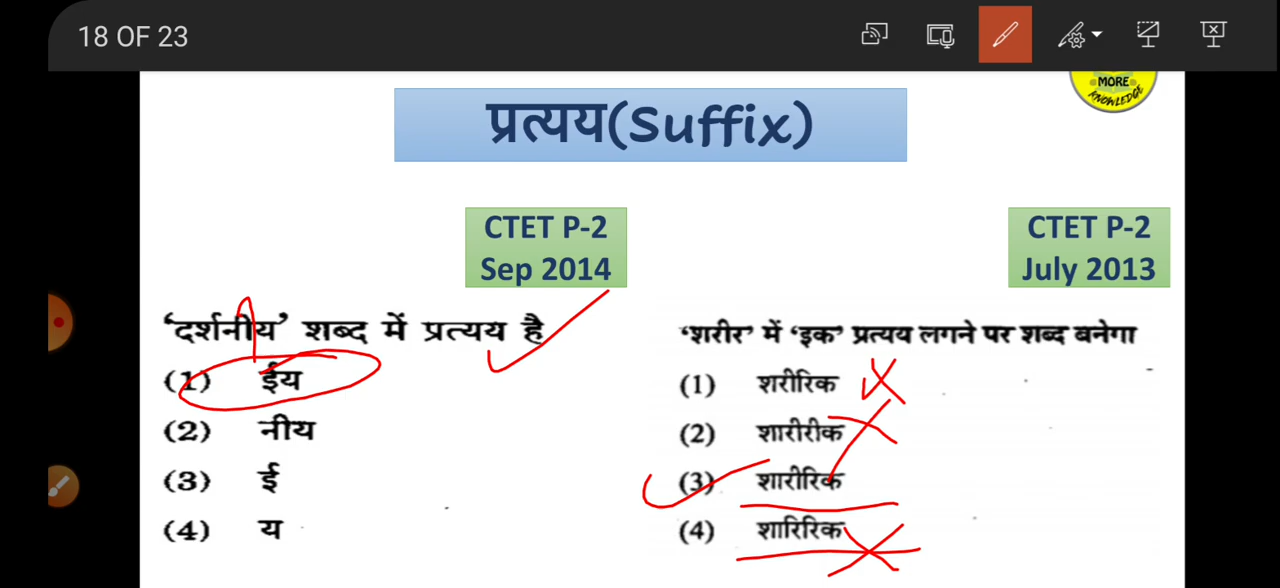 18 OF 23
MORE
KNOWLEDGE
प्रत्यय(Suffix)
CTET P-2
Sep 2014
'दर्शनीय' शब्द में प्रत्यय है
(1) ईय
(2) नीय
(3) ई
(4) य
CTET P-2
July 2013
'शरीर' में 'इक' प्रत्यय लगने पर शब्द बनेगा
(1) शरीरिक
(2) शारीरीक
(3) शारीरिक
(4) शारिरिक